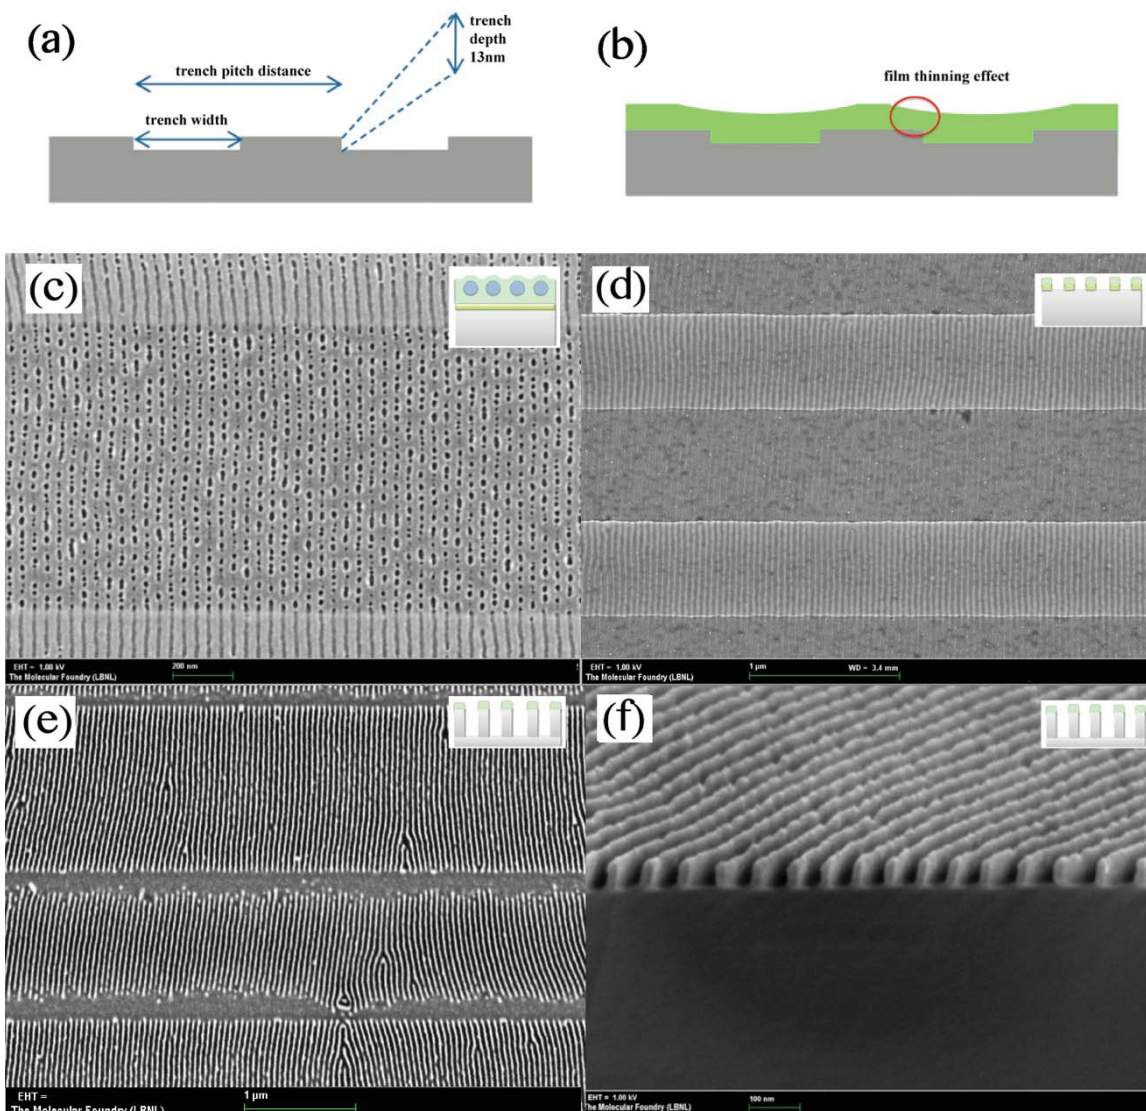 (a)
trench pitch distance
trench width
trench
depth
13nm
(b)
film thinning effect
(c)
EHT = 1.00 kV
200 nm
The Molecular Foundry (LBNL)
(d)
EHT = 1.00 kV
1 μm
WD = 3.4 mm
The Molecular Foundry (LBNL)
(e)
EHT =
1 μm
The Molecular Foundry (LBNL)
(f)
EHT = 1.00 kV
100 nm
The Molecular Foundry (LBNL)